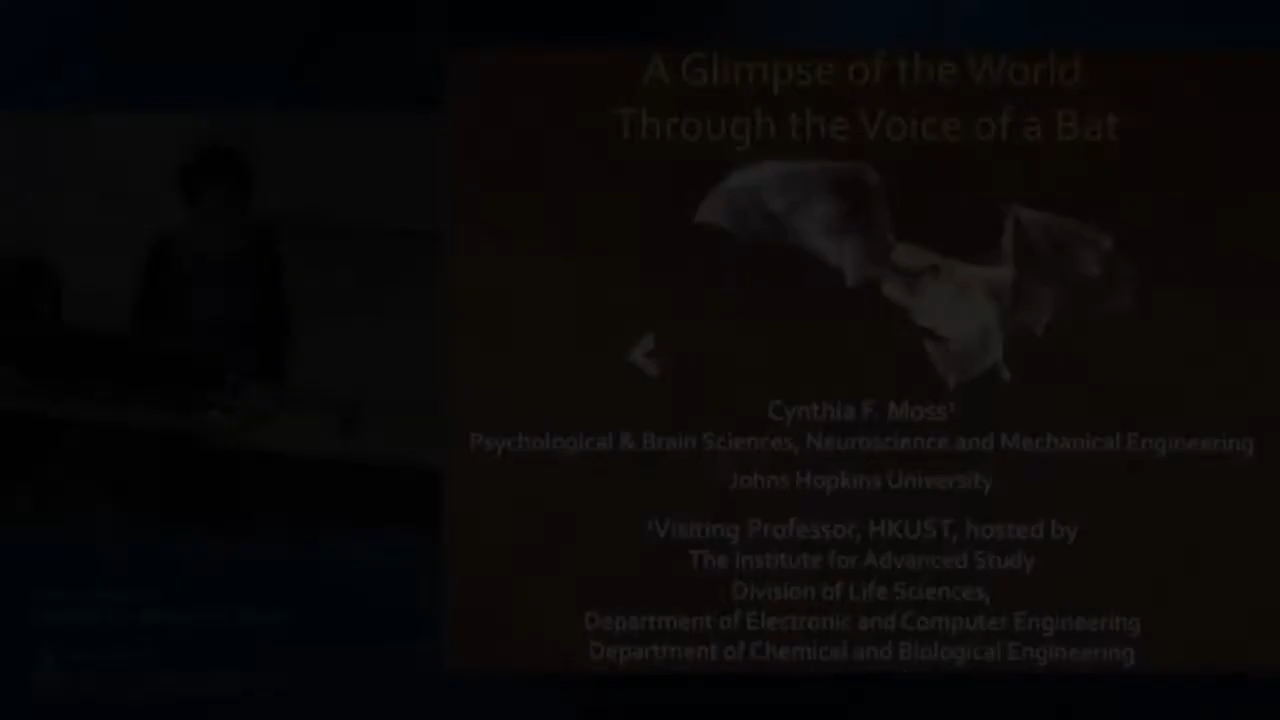 A Glimpse of the World
Through the Voice of a Bat
Cynthia F. Moss¹
Psychological & Brain Sciences, Neuroscience and Mechanical Engineering
Johns Hopkins University
¹Visiting Professor, HKUST, hosted by
The Institute for Advanced Study
Division of Life Sciences,
Department of Electronic and Computer Engineering
Department of Chemical and Biological Engineering